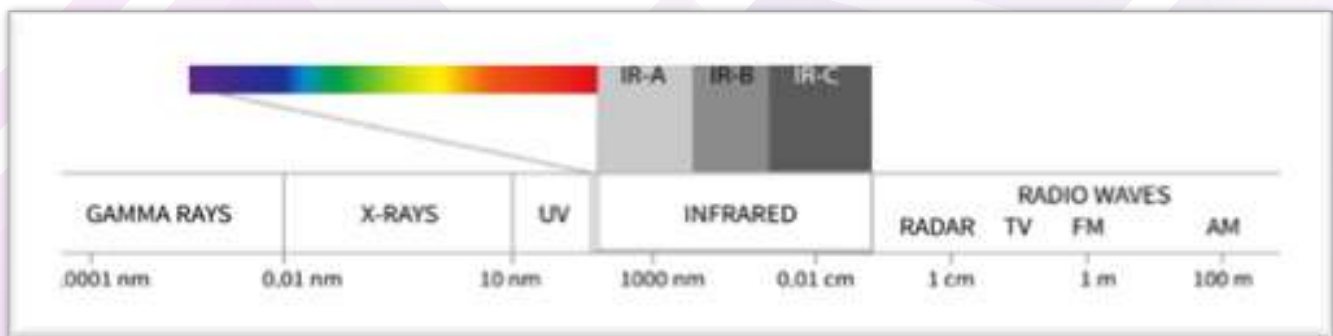 IR-A IR-B IR-C
RADIO WAVES
GAMMA RAYS X-RAYS UV INFRARED RADAR TV FM AM
.0001 nm 0.01 nm 10 nm 1000 nm 0.01 cm 1 cm 1 m 100 m